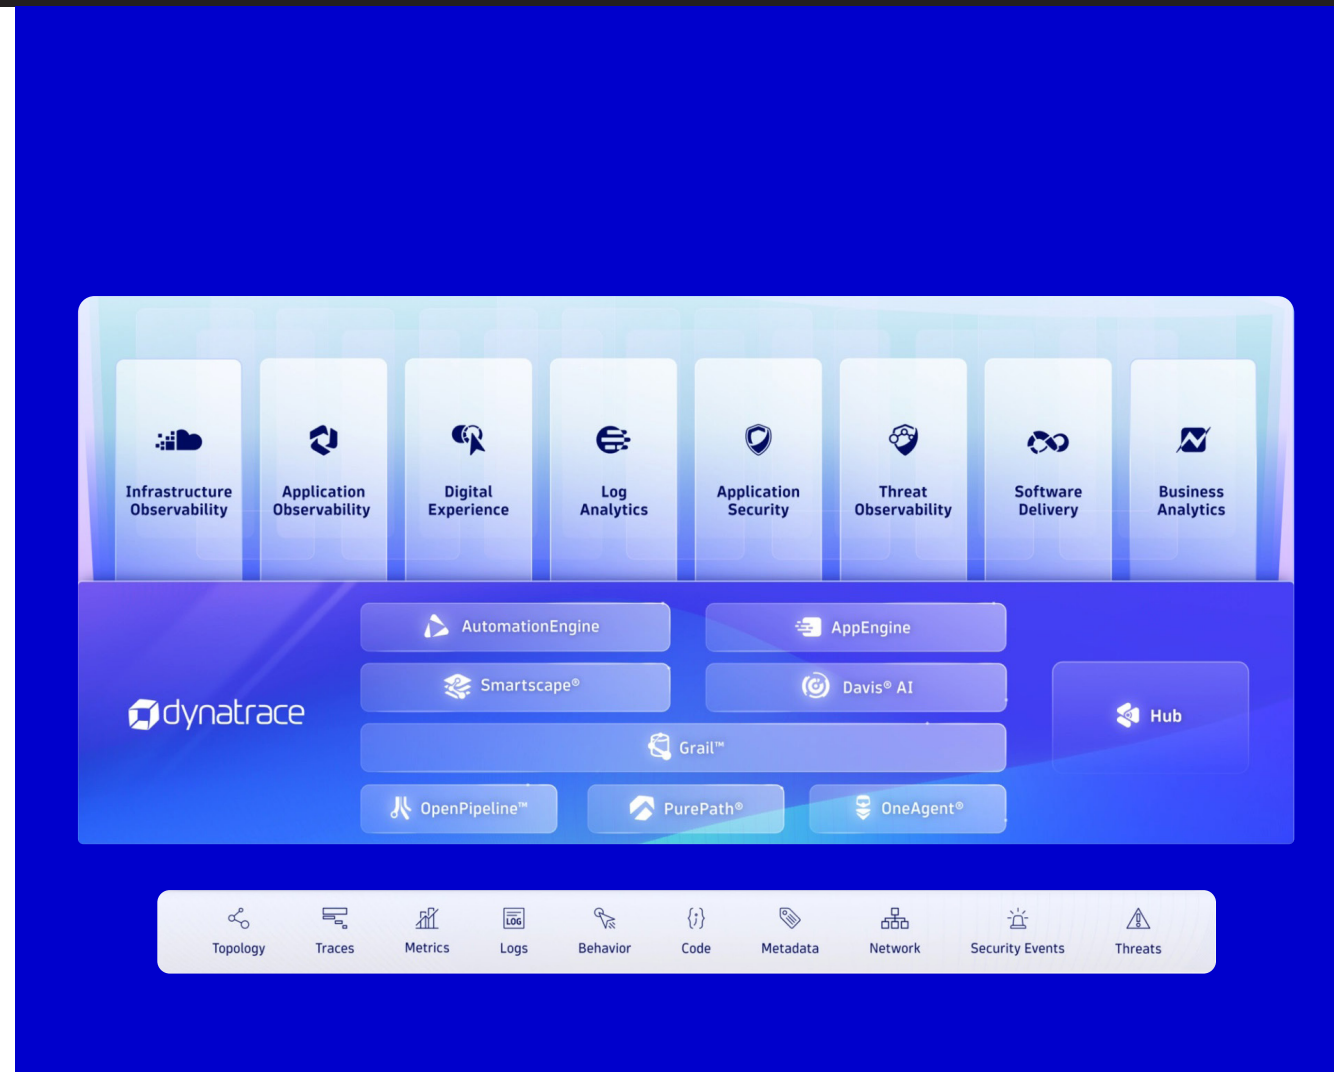 Infrastructure
Observability
Application
Observability
Digital
Experience
Log
Analytics
Application
Security
Threat
Observability
Software
Delivery
Business
Analytics
AutomationEngine
AppEngine
Smartscape®
Davis® AI
dynatrace
Hub
Grail™
OpenPipeline™
PurePath®
OneAgent®
LOG
Topology
Traces
Metrics
Logs
Behavior
Code
Metadata
Network
Security Events
Threats